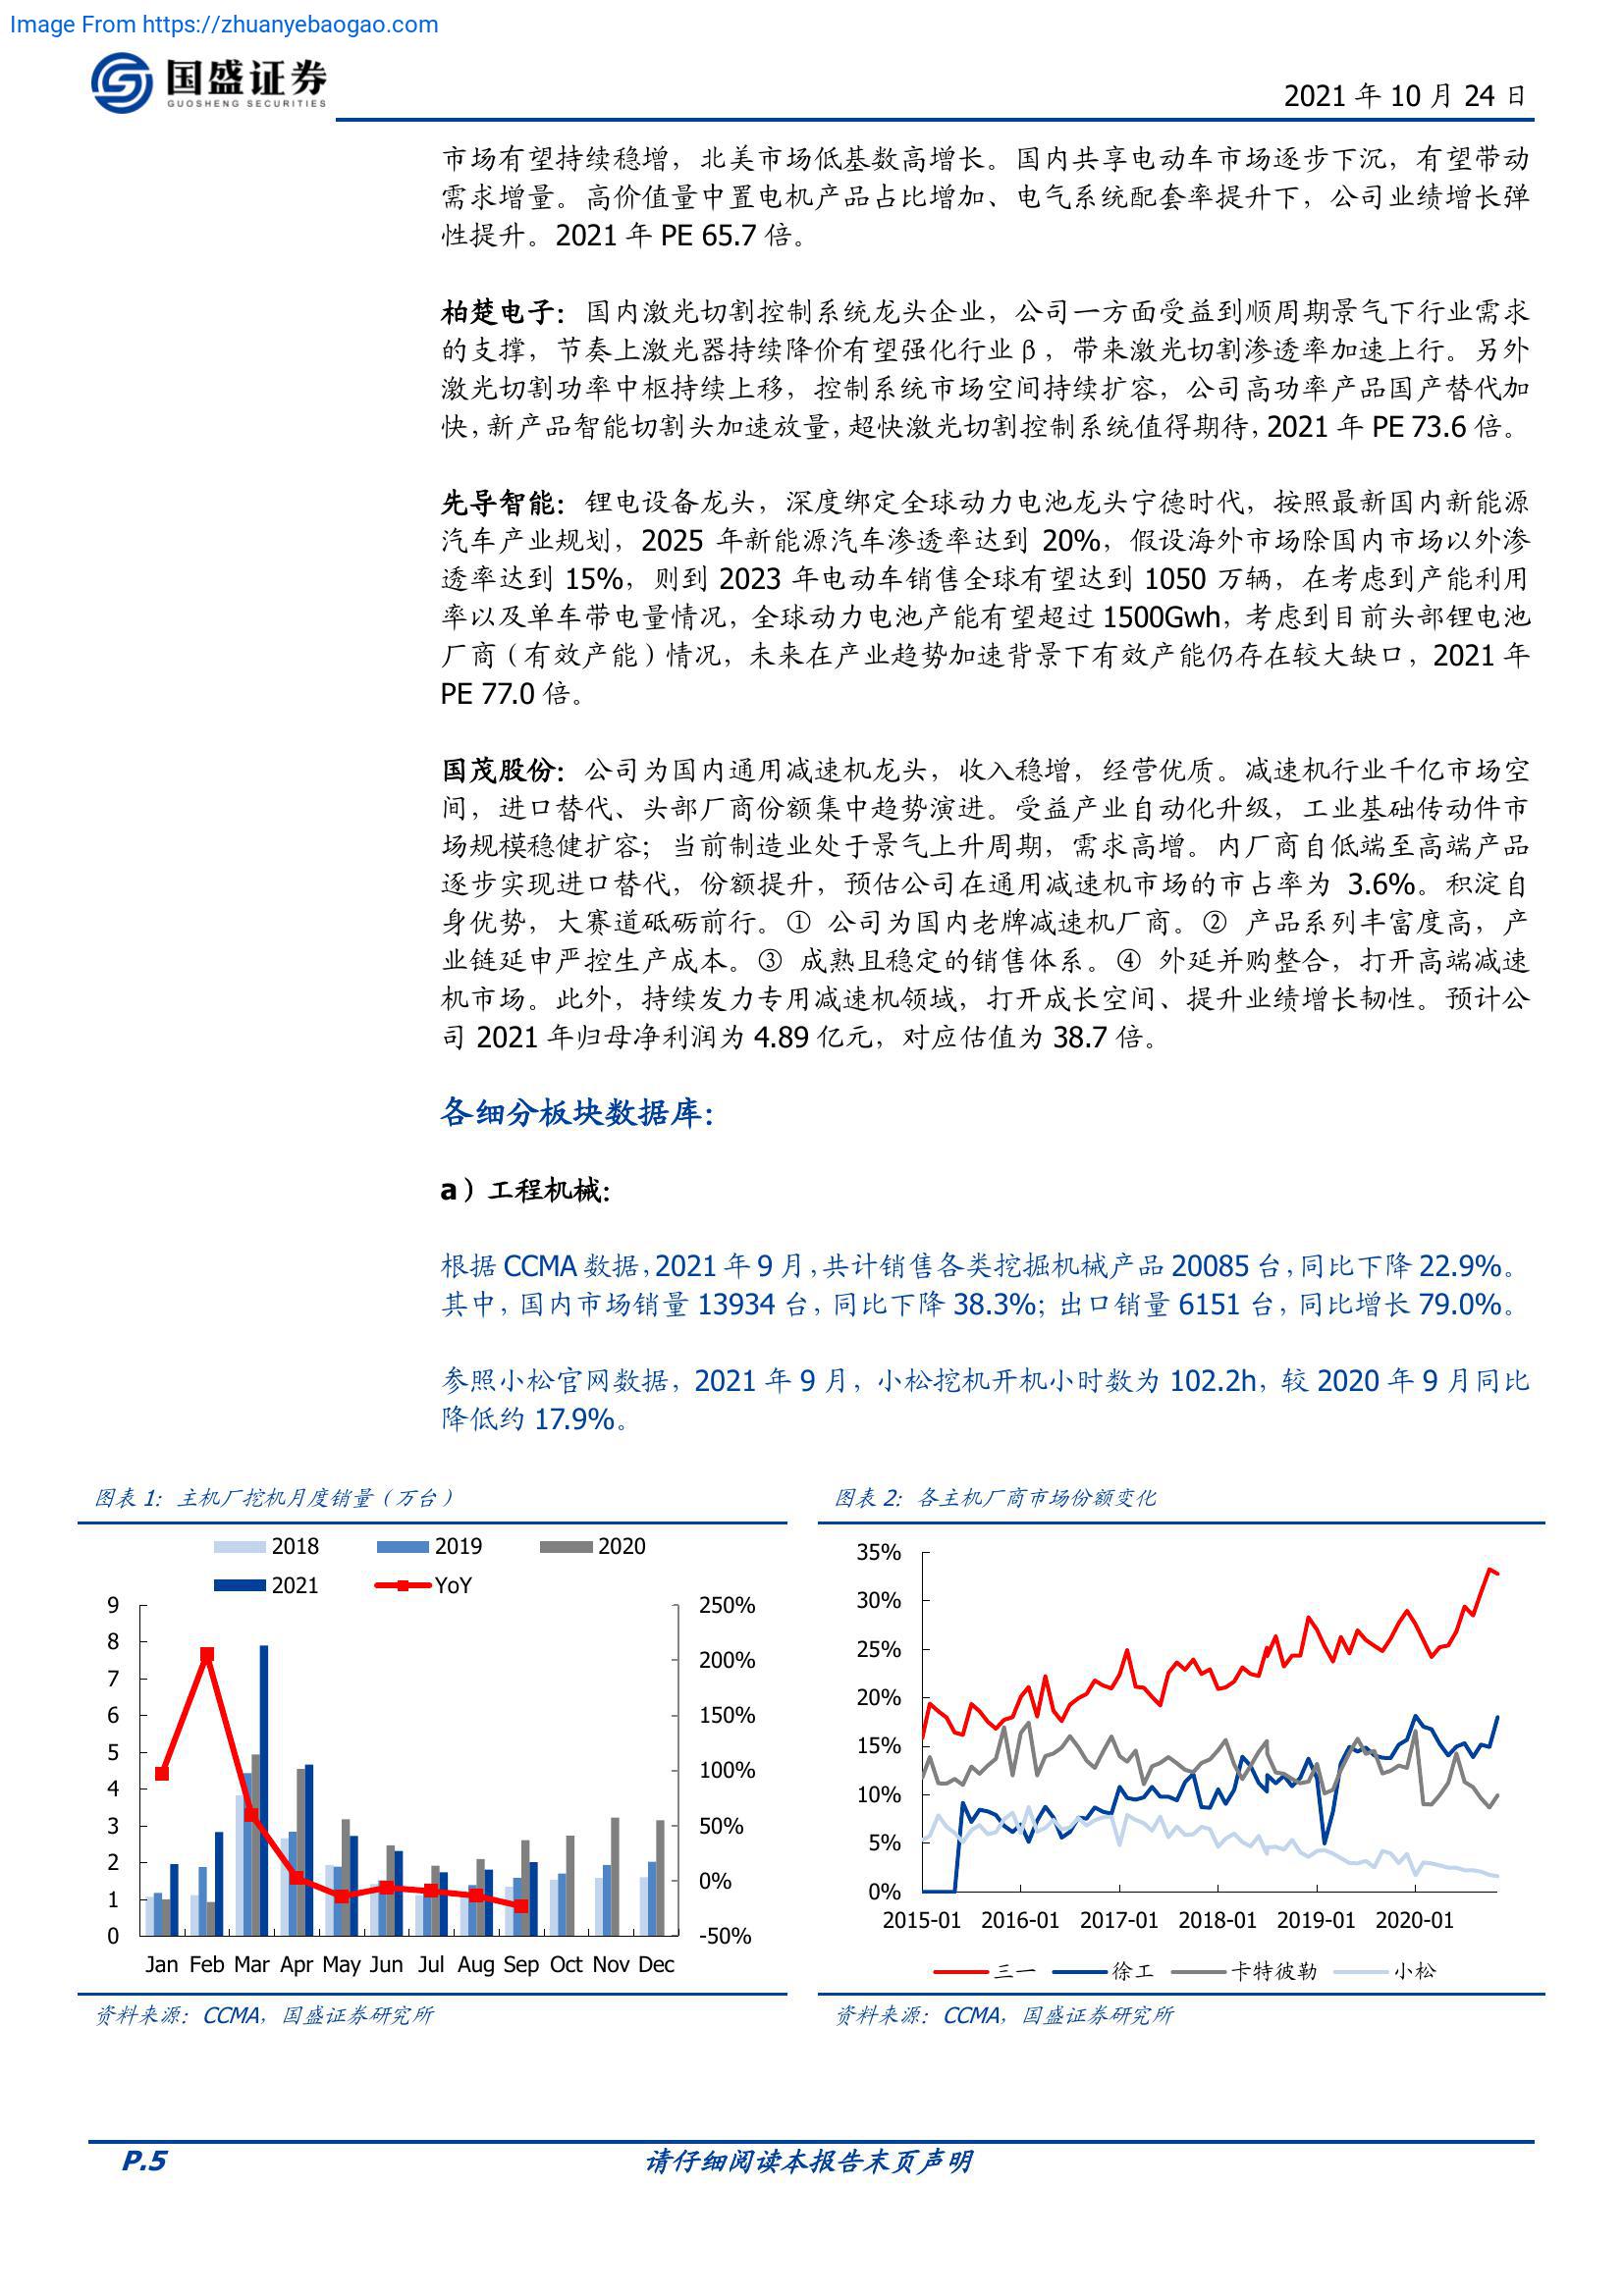 Image From https://zhuanyebaogao.com
国盛证券
GUOSHENG SECURITIES
2021 年 10 月 24 日
市场有望持续稳增，北美市场低基数高增长。国内共享电动车市场逐步下沉，有望带动
需求增量。高价值量中置电机产品占比增加、电气系统配套率提升下，公司业绩增长弹
性提升。2021 年 PE 65.7 倍。
柏楚电子：国内激光切割控制系统龙头企业，公司一方面受益到顺周期景气下行业需求
的支撑，节奏上激光器持续降价有望强化行业 β，带来激光切割渗透率加速上行。另外
激光切割功率中枢持续上移，控制系统市场空间持续扩容，公司高功率产品国产替代加
快，新产品智能切割头加速放量，超快激光切割控制系统值得期待，2021 年 PE 73.6 倍。
先导智能：锂电设备龙头，深度绑定全球动力电池龙头宁德时代，按照最新国内新能源
汽车产业规划，2025 年新能源汽车渗透率达到 20%，假设海外市场除国内市场以外渗
透率达到 15%，则到 2023 年电动车销售全球有望达到 1050 万辆，在考虑到产能利用
率以及单车带电量情况，全球动力电池产能有望超过 1500Gwh，考虑到目前头部锂电池
厂商（有效产能）情况，未来在产业趋势加速背景下有效产能仍存在较大缺口，2021 年
PE 77.0 倍。
国茂股份：公司为国内通用减速机龙头，收入稳增，经营优质。减速机行业千亿市场空
间，进口替代、头部厂商份额集中趋势演进。受益产业自动化升级，工业基础传动件市
场规模稳健扩容；当前制造业处于景气上升周期，需求高增。内厂商自低端至高端产品
逐步实现进口替代，份额提升，预估公司在通用减速机市场的市占率为 3.6%。积淀自
身优势，大赛道砥砺前行。① 公司为国内老牌减速机厂商。② 产品系列丰富度高，产
业链延申严控生产成本。③ 成熟且稳定的销售体系。④ 外延并购整合，打开高端减速
机市场。此外，持续发力专用减速机领域，打开成长空间、提升业绩增长韧性。预计公
司 2021 年归母净利润为 4.89 亿元，对应估值为 38.7 倍。
各细分板块数据库：
a）工程机械：
根据 CCMA 数据，2021 年 9 月，共计销售各类挖掘机械产品 20085 台，同比下降 22.9%。
其中，国内市场销量 13934 台，同比下降 38.3%；出口销量 6151 台，同比增长 79.0%。
参照小松官网数据，2021 年 9 月，小松挖机开机小时数为 102.2h，较 2020 年 9 月同比
降低约 17.9%。
图表 1：主机厂挖机月度销量（万台）
2018 2019 2020
2021 YoY
9 250%
8
7 200%
6 150%
5
4 100%
3 50%
2 0%
1
0 -50%
Jan Feb Mar Apr May Jun Jul Aug Sep Oct Nov Dec
资料来源：CCMA，国盛证券研究所
图表 2：各主机厂商市场份额变化
35%
30%
25%
20%
15%
10%
5%
0%
2015-01 2016-01 2017-01 2018-01 2019-01 2020-01
三一 徐工 卡特彼勒 小松
资料来源：CCMA，国盛证券研究所
P.5
请仔细阅读本报告末页声明